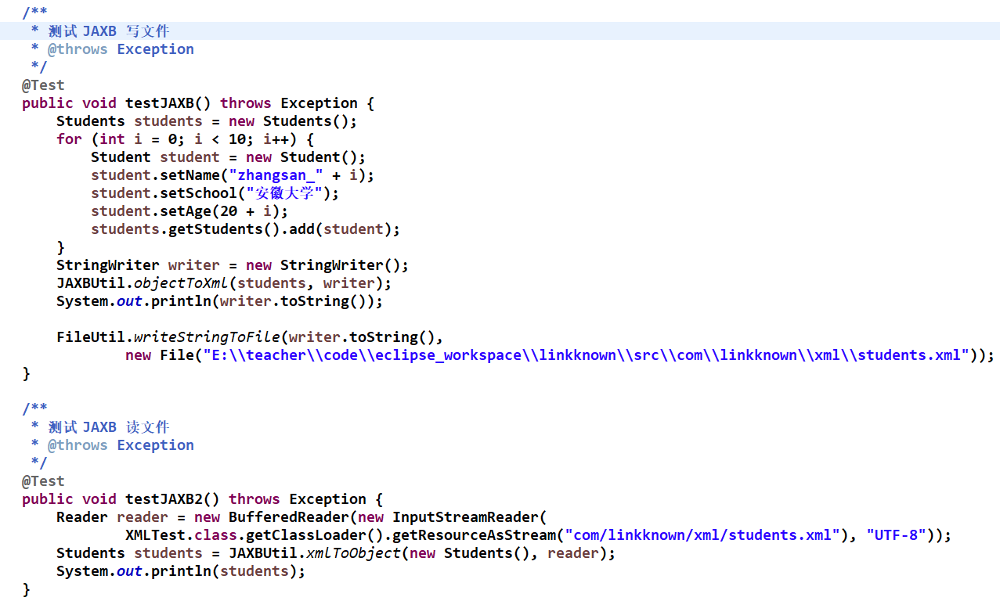 /**
 * 测试 JAXB 写文件
 * @throws Exception
 */
@Test
public void testJAXB() throws Exception {
    Students students = new Students();
    for (int i = 0; i < 10; i++) {
        Student student = new Student();
        student.setName("zhangsan_" + i);
        student.setSchool("安徽大学");
        student.setAge(20 + i);
        students.getStudents().add(student);
    }
    StringWriter writer = new StringWriter();
    JAXBUtil.objectToXml(students, writer);
    System.out.println(writer.toString());

    FileUtil.writeStringToFile(writer.toString(),
            new File("E:\\teacher\\code\\eclipse_workspace\\linkknown\\src\\com\\linkknown\\xml\\students.xml"));
}

/**
 * 测试 JAXB 读文件
 * @throws Exception
 */
@Test
public void testJAXB2() throws Exception {
    Reader reader = new BufferedReader(new InputStreamReader(
            XMLTest.class.getClassLoader().getResourceAsStream("com/linkknown/xml/students.xml"), "UTF-8"));
    Students students = JAXBUtil.xmlToObject(new Students(), reader);
    System.out.println(students);
}